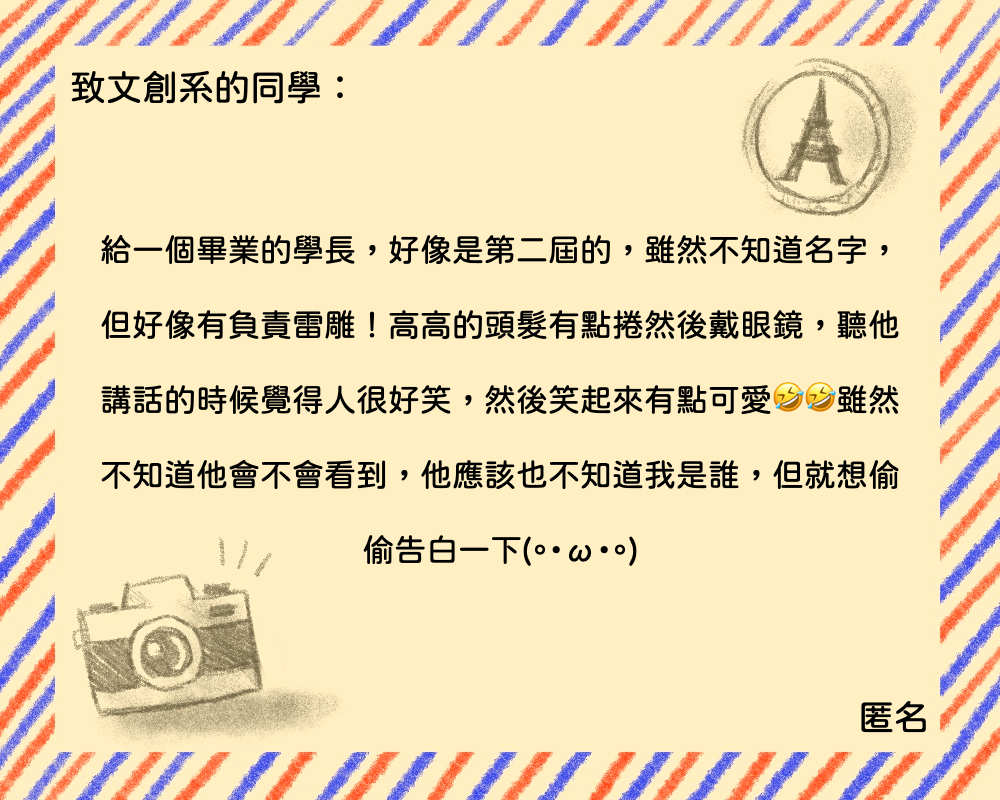 致文創系的同學：
給一個畢業的學長，好像是第二屆的，雖然不知道名字，
但好像有負責雷雕！高高的頭髮有點捲然後戴眼鏡，聽他
講話的時候覺得人很好笑，然後笑起來有點可愛🤣🤣雖然
不知道他會不會看到，他應該也不知道我是誰，但就想偷
偷告白一下(∘•ω•∘)
匿名